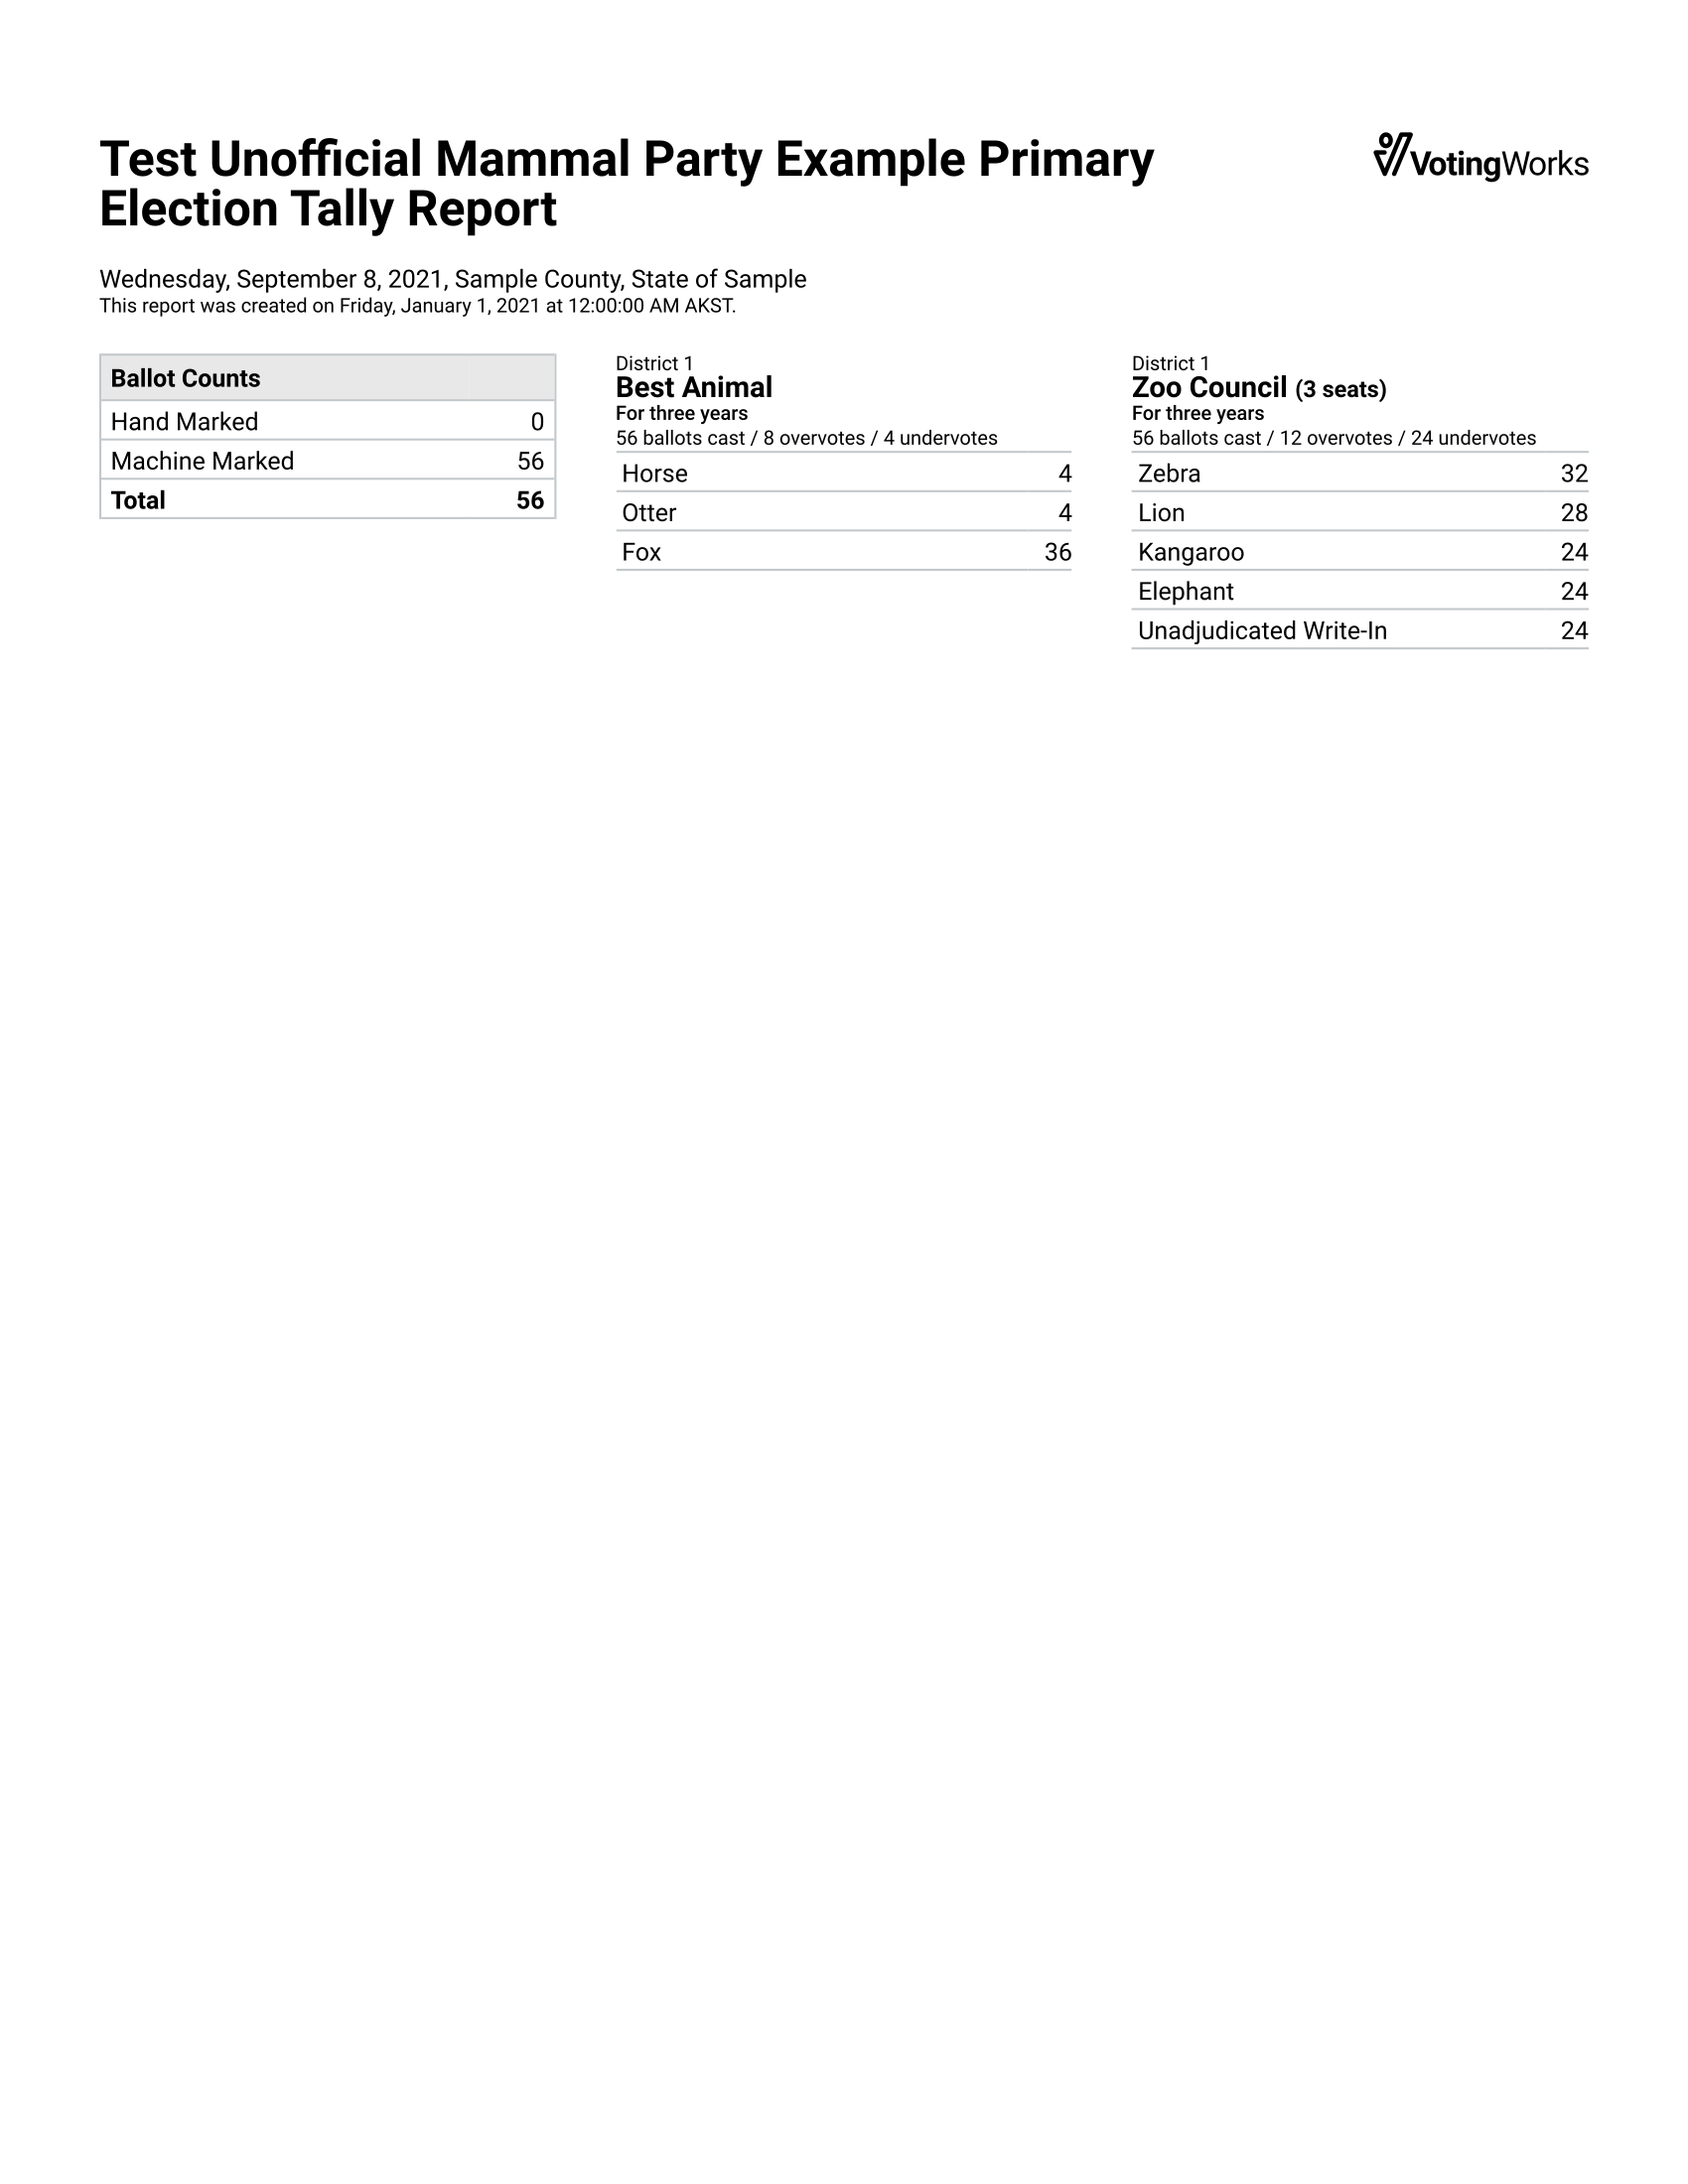 Test Unofficial Mammal Party Example Primary
Election Tally Report
VotingWorks
Wednesday, September 8, 2021, Sample County, State of Sample
This report was created on Friday, January 1, 2021 at 12:00:00 AM AKST.
Ballot Counts
Hand Marked 0
Machine Marked 56
Total 56
District 1
Best Animal
For three years
56 ballots cast / 8 overvotes / 4 undervotes
Horse 4
Otter 4
Fox 36
District 1
Zoo Council (3 seats)
For three years
56 ballots cast / 12 overvotes / 24 undervotes
Zebra 32
Lion 28
Kangaroo 24
Elephant 24
Unadjudicated Write-In 24